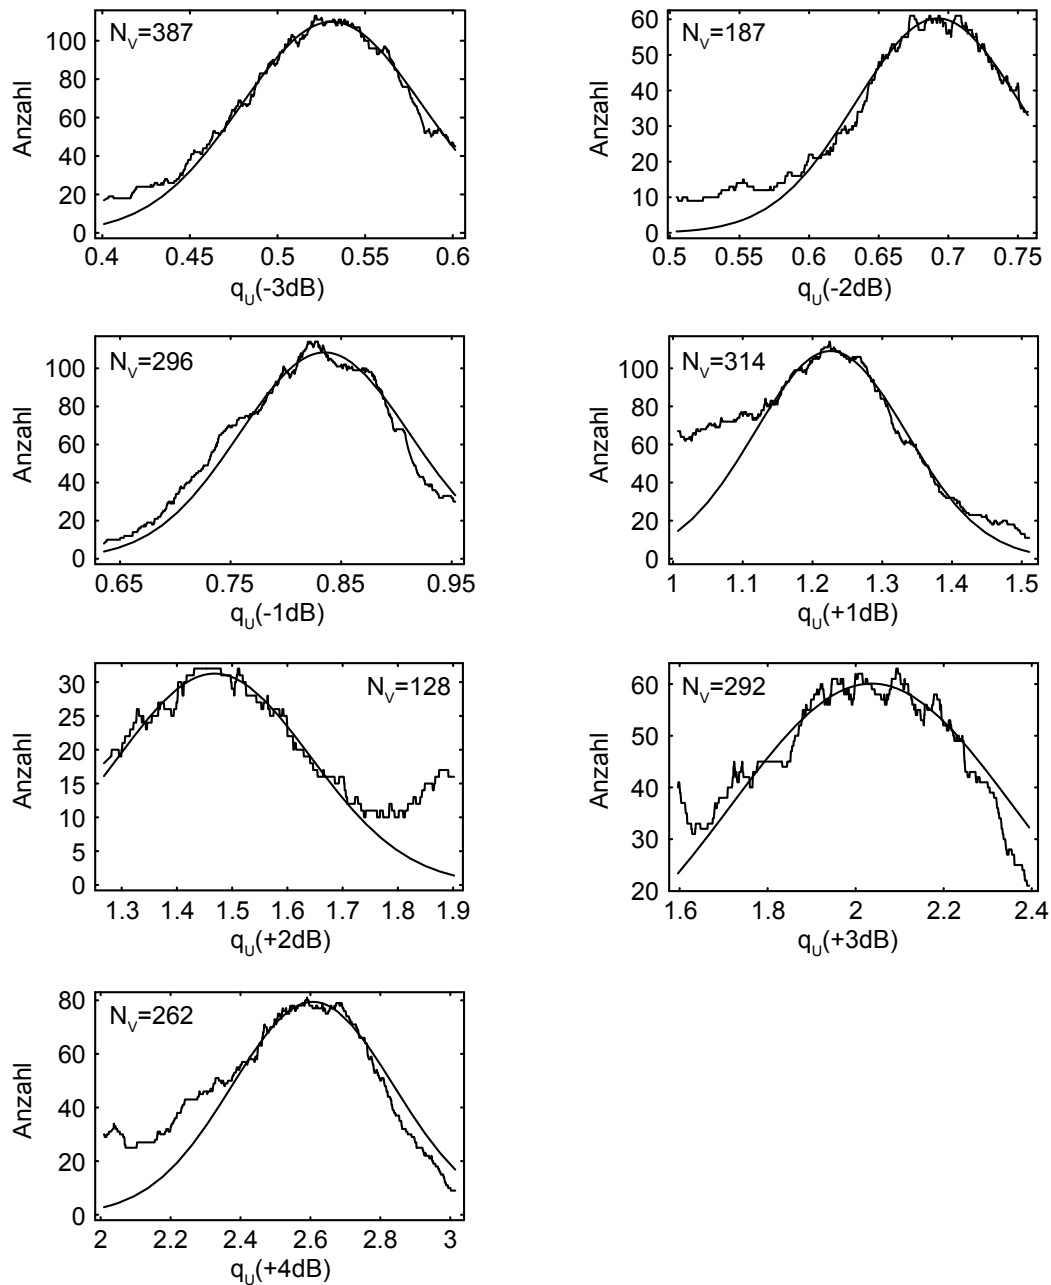 N_V=387
Anzahl
100
80
60
40
20
0
0.4 0.45 0.5 0.55 0.6
q_U(-3dB)
N_V=187
Anzahl
60
50
40
30
20
10
0
0.5 0.55 0.6 0.65 0.7 0.75
q_U(-2dB)
N_V=296
Anzahl
100
80
60
40
20
0
0.65 0.75 0.85 0.95
q_U(-1dB)
N_V=314
Anzahl
100
80
60
40
20
0
1 1.1 1.2 1.3 1.4 1.5
q_U(+1dB)
N_V=128
Anzahl
30
25
20
15
10
5
0
1.3 1.4 1.5 1.6 1.7 1.8 1.9
q_U(+2dB)
N_V=292
Anzahl
60
50
40
30
20
1.6 1.8 2 2.2 2.4
q_U(+3dB)
N_V=262
Anzahl
80
60
40
20
0
2 2.2 2.4 2.6 2.8 3
q_U(+4dB)